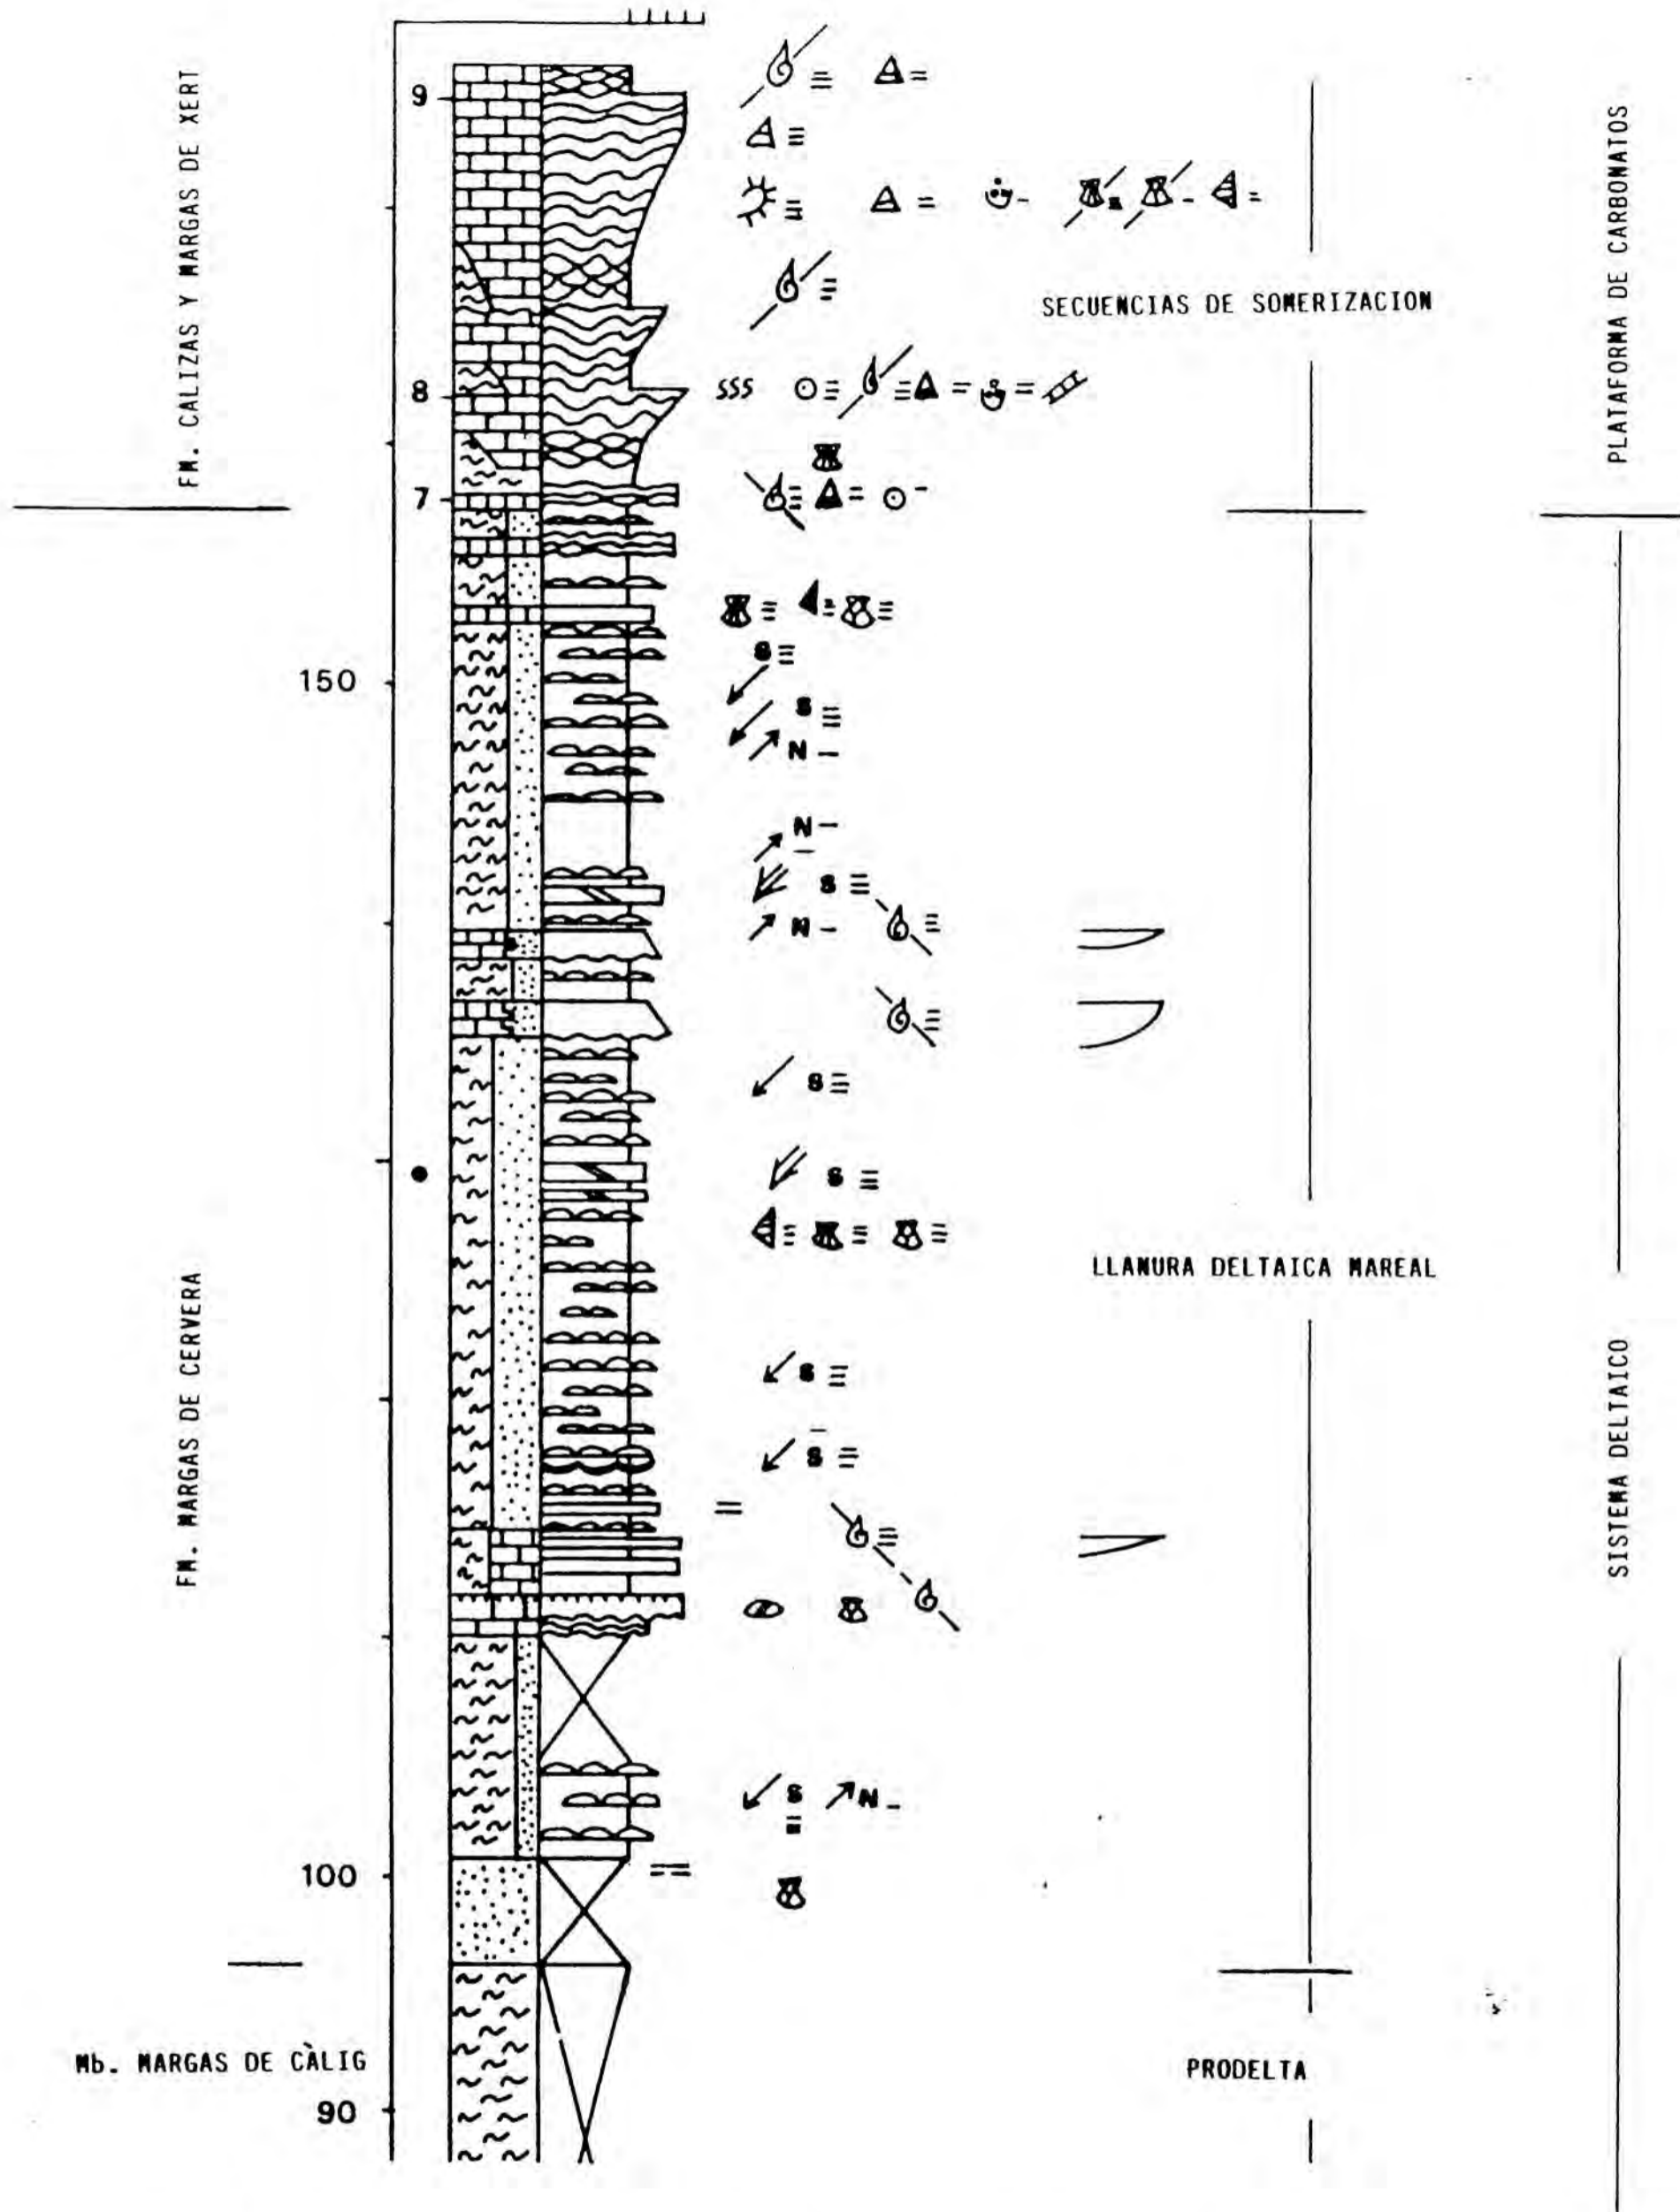 FM. CALIZAS Y MARGAS DE XERT
PLATAFORMA DE CARBONATOS
9
SECUENCIAS DE SOMERIZACION
8
SSS
7
S
150
S
N
N
S
N
S
S
LLANURA DELTAICA MAREAL
FM. MARGAS DE CERVERA
SISTEMA DELTAICO
S
S
S N
100
Mb. MARGAS DE CÀLIG
PRODELTA
90